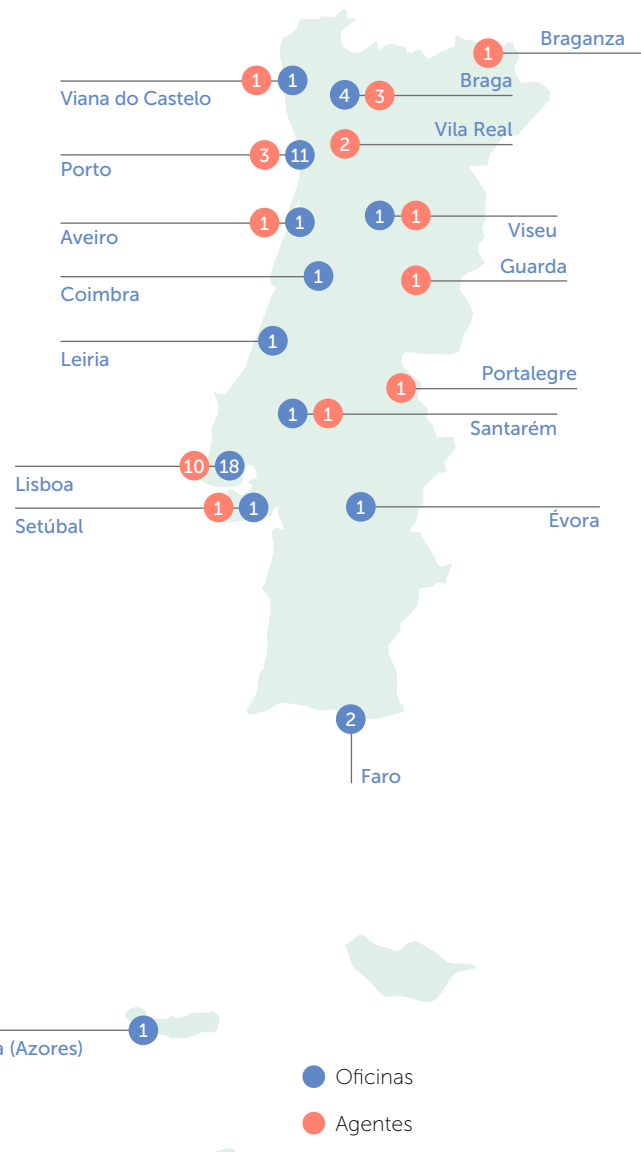 Braganza
1
Viana do Castelo
1 1
Braga
4 3
Vila Real
2
Porto
3 11
Aveiro
1 1
Viseu
1 1
Guarda
1
Coimbra
1
Leiria
1
Portalegre
1
Santarém
1 1
Lisboa
10 18
Setúbal
1 1
Évora
1
2
Faro
1
(Azores)
Oficinas
Agentes